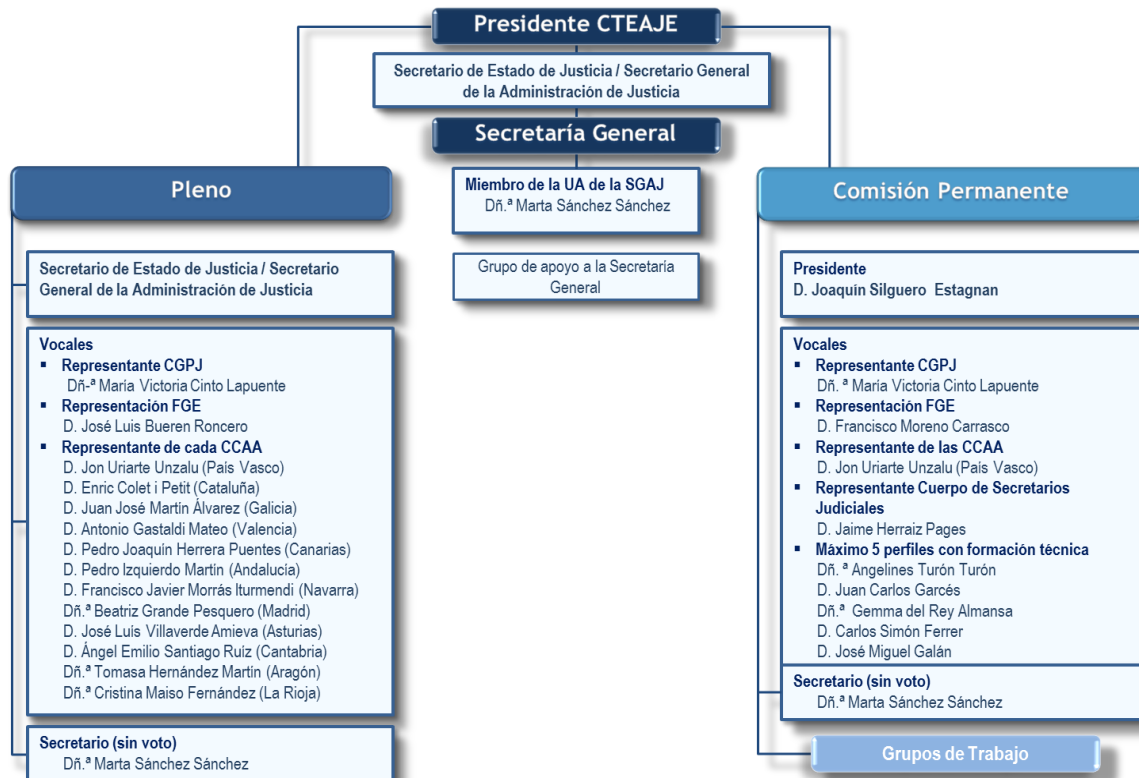 Presidente CTEAJE
Secretario de Estado de Justicia / Secretario General
de la Administración de Justicia
Secretaría General
Miembro de la UA de la SGAJ
Dñ.ª Marta Sánchez Sánchez
Grupo de apoyo a la Secretaría
General
Pleno
Secretario de Estado de Justicia / Secretario
General de la Administración de Justicia
Vocales
▪ Representante CGPJ
Dñ-ª María Victoria Cinto Lapuente
▪ Representación FGE
D. José Luis Bueren Roncero
▪ Representante de cada CCAA
D. Jon Uriarte Unzalu (País Vasco)
D. Enric Colet i Petit (Cataluña)
D. Juan José Martín Álvarez (Galicia)
D. Antonio Gastaldi Mateo (Valencia)
D. Pedro Joaquín Herrera Puentes (Canarias)
D. Pedro Izquierdo Martín (Andalucía)
D. Francisco Javier Morrás Iturmendi (Navarra)
Dñ.ª Beatriz Grande Pesquero (Madrid)
D. José Luís Villaverde Amieva (Asturias)
D. Ángel Emilio Santiago Ruíz (Cantabria)
Dñ.ª Tomasa Hernández Martín (Aragón)
Dñ.ª Cristina Maiso Fernández (La Rioja)
Secretario (sin voto)
Dñ.ª Marta Sánchez Sánchez
Comisión Permanente
Presidente
D. Joaquín Silguero Estagnan
Vocales
▪ Representante CGPJ
Dñ. ª María Victoria Cinto Lapuente
▪ Representación FGE
D. Francisco Moreno Carrasco
▪ Representante de las CCAA
D. Jon Uriarte Unzalu (País Vasco)
▪ Representante Cuerpo de Secretarios
Judiciales
D. Jaime Herraiz Pages
▪ Máximo 5 perfiles con formación técnica
Dñ. ª Angelines Turón Turón
D. Juan Carlos Garcés
Dñ.ª Gemma del Rey Almansa
D. Carlos Simón Ferrer
D. José Miguel Galán
Secretario (sin voto)
Dñ.ª Marta Sánchez Sánchez
Grupos de Trabajo